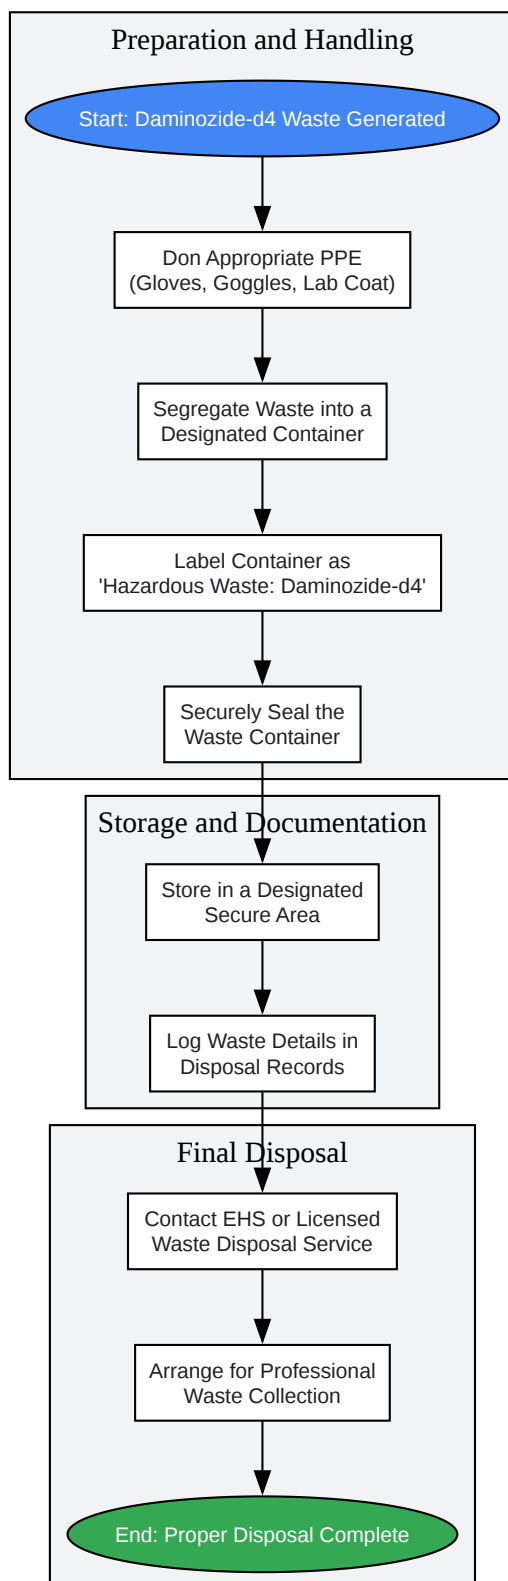 Preparation and Handling
Start: Daminozide-d4 Waste Generated
Don Appropriate PPE
(Gloves, Goggles, Lab Coat)
Segregate Waste into a
Designated Container
Label Container as
'Hazardous Waste: Daminozide-d4'
Securely Seal the
Waste Container
Storage and Documentation
Store in a Designated
Secure Area
Log Waste Details in
Disposal Records
Final Disposal
Contact EHS or Licensed
Waste Disposal Service
Arrange for Professional
Waste Collection
End: Proper Disposal Complete